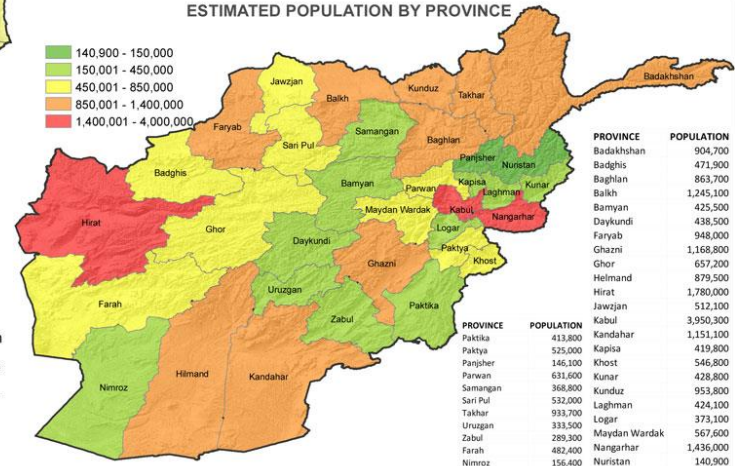 ESTIMATED POPULATION BY PROVINCE
140,900 - 150,000
150,001 - 450,000
450,001 - 850,000
850,001 - 1,400,000
1,400,001 - 4,000,000
Jawzjan
Balkh
Kunduz
Takhar
Badakhshan
Faryab
Samangan
Baghlan
Sari Pul
Panjsher
Nuristan
Badghis
Bamyan
Parwan
Kapisa
Laghman
Kunar
Hirat
Ghor
Maydan Wardak
Kabul
Nangarhar
Logar
Daykundi
Ghazni
Paktya
Khost
Farah
Uruzgan
Zabul
Paktika
Nimroz
Hilmand
Kandahar
PROVINCE POPULATION
Paktika 413,800
Paktya 525,000
Panjsher 146,100
Parwan 631,600
Samangan 368,800
Sari Pul 532,000
Takhar 933,700
Uruzgan 333,500
Zabul 289,300
Farah 482,400
Nimroz 156,400
PROVINCE POPULATION
Badakhshan 904,700
Badghis 471,900
Baghlan 863,700
Balkh 1,245,100
Bamyan 425,500
Daykundi 438,500
Faryab 948,000
Ghazni 1,168,800
Ghor 657,200
Helmand 879,500
Hirat 1,780,000
Jawzjan 512,100
Kabul 3,950,300
Kandahar 1,151,100
Kapisa 419,800
Khost 546,800
Kunar 428,800
Kunduz 953,800
Laghman 424,100
Logar 373,100
Maydan Wardak 567,600
Nangarhar 1,436,000
Nuristan 140,900